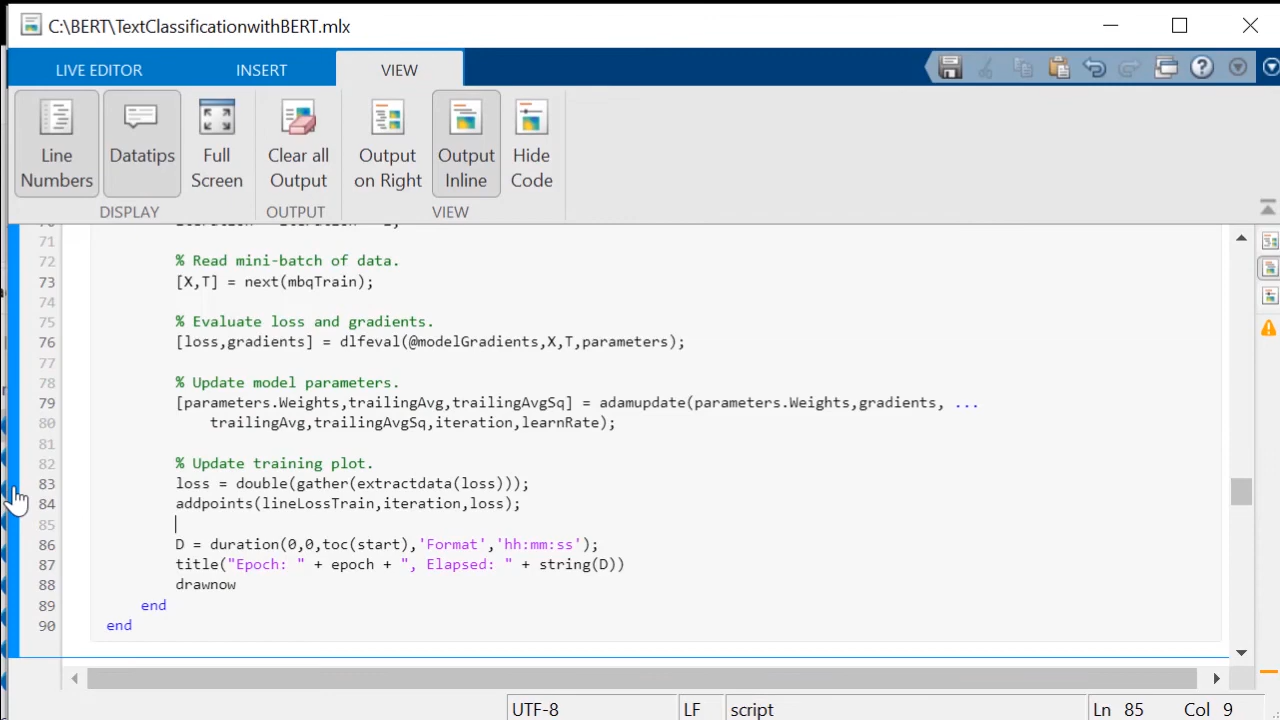 C:\BERT\TextClassificationwithBERT.mlx
LIVE EDITOR INSERT VIEW
Line Numbers
Datatips
Full Screen
Clear all Output
Output on Right
Output Inline
Hide Code
DISPLAY OUTPUT VIEW
71
72 % Read mini-batch of data.
73 [X,T] = next(mbqTrain);
74
75 % Evaluate loss and gradients.
76 [loss,gradients] = dlfeval(@modelGradients,X,T,parameters);
77
78 % Update model parameters.
79 [parameters.Weights,trailingAvg,trailingAvgSq] = adamupdate(parameters.Weights,gradients, ...
80 trailingAvg,trailingAvgSq,iteration,learnRate);
81
82 % Update training plot.
83 loss = double(gather(extractdata(loss)));
84 addpoints(lineLossTrain,iteration,loss);
85
86 D = duration(0,0,toc(start),'Format','hh:mm:ss');
87 title("Epoch: " + epoch + ", Elapsed: " + string(D))
88 drawnow
89 end
90 end
UTF-8 LF script Ln 85 Col 9